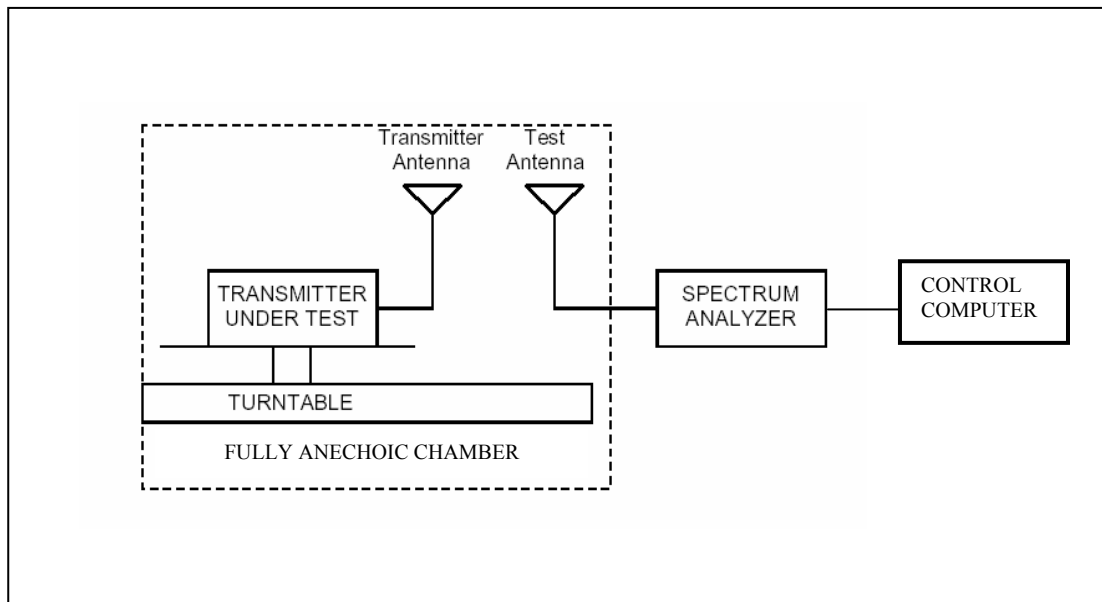 Transmitter
Antenna
Test
Antenna
TRANSMITTER
UNDER TEST
SPECTRUM
ANALYZER
CONTROL
COMPUTER
TURNTABLE
FULLY ANECHOIC CHAMBER